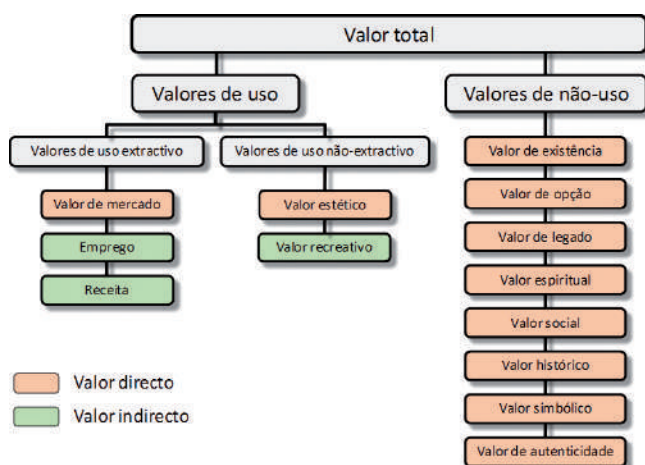 Valor total
Valores de uso
Valores de não-uso
Valores de uso extractivo
Valores de uso não-extractivo
Valor de mercado
Emprego
Receita
Valor estético
Valor recreativo
Valor de existência
Valor de opção
Valor de legado
Valor espiritual
Valor social
Valor histórico
Valor simbólico
Valor de autenticidade
Valor directo
Valor indirecto